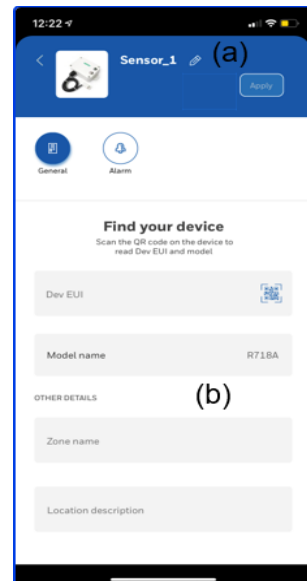 12:22
Sensor_1 (a)
Apply
General Alarm
Find your device
Scan the QR code on the device to
read Dev EUI and model
Dev EUI
Model name R718A
OTHER DETAILS (b)
Zone name
Location description